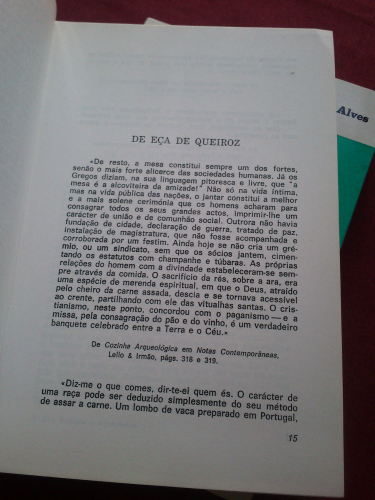 Alves
DE EÇA DE QUEIROZ
«De resto, a mesa constitui sempre um dos fortes,
senão o mais forte alicerce das sociedades humanas. Já os
Gregos diziam, na sua linguagem pitoresca e livre, que "a
mesa é a alcoviteira da amizade!" Não só na vida íntima,
mas na vida pública das nações, o jantar constitui a melhor
e a mais solene cerimónia que os homens acharam para
consagrar todos os seus grandes actos, imprimir-lhe um
carácter de união e de comunhão social. Outrora não havia
fundação de cidade, declaração de guerra, tratado de paz,
instalação de magistratura, que não fosse acompanhada e
corroborada por um festim. Ainda hoje se não cria um gré-
mio, ou um sindicato, sem que os sócios jantem, cimen-
tando os estatutos com champanhe e túbaras. As próprias
relações do homem com a divindade estabeleceram-se sem-
pre através da comida. O sacrifício da rês, sobre a ara, era
uma espécie de merenda espiritual, em que o Deus, atraído
pelo cheiro da carne assada, descia e se tornava acessível
ao crente, partilhando com ele das vitualhas santas. O cris-
tianismo, neste ponto, concordou com o paganismo — e a
missa, pela consagração do pão e do vinho, é um verdadeiro
banquete celebrado entre a Terra e o Céu.»
De Cozinha Arqueológica em Notas Contemporâneas,
Lello & Irmão, págs. 318 e 319.
«Diz-me o que comes, dir-te-ei quem és. O carácter de
uma raça pode ser deduzido simplesmente do seu método
de assar a carne. Um lombo de vaca preparado em Portugal,
15